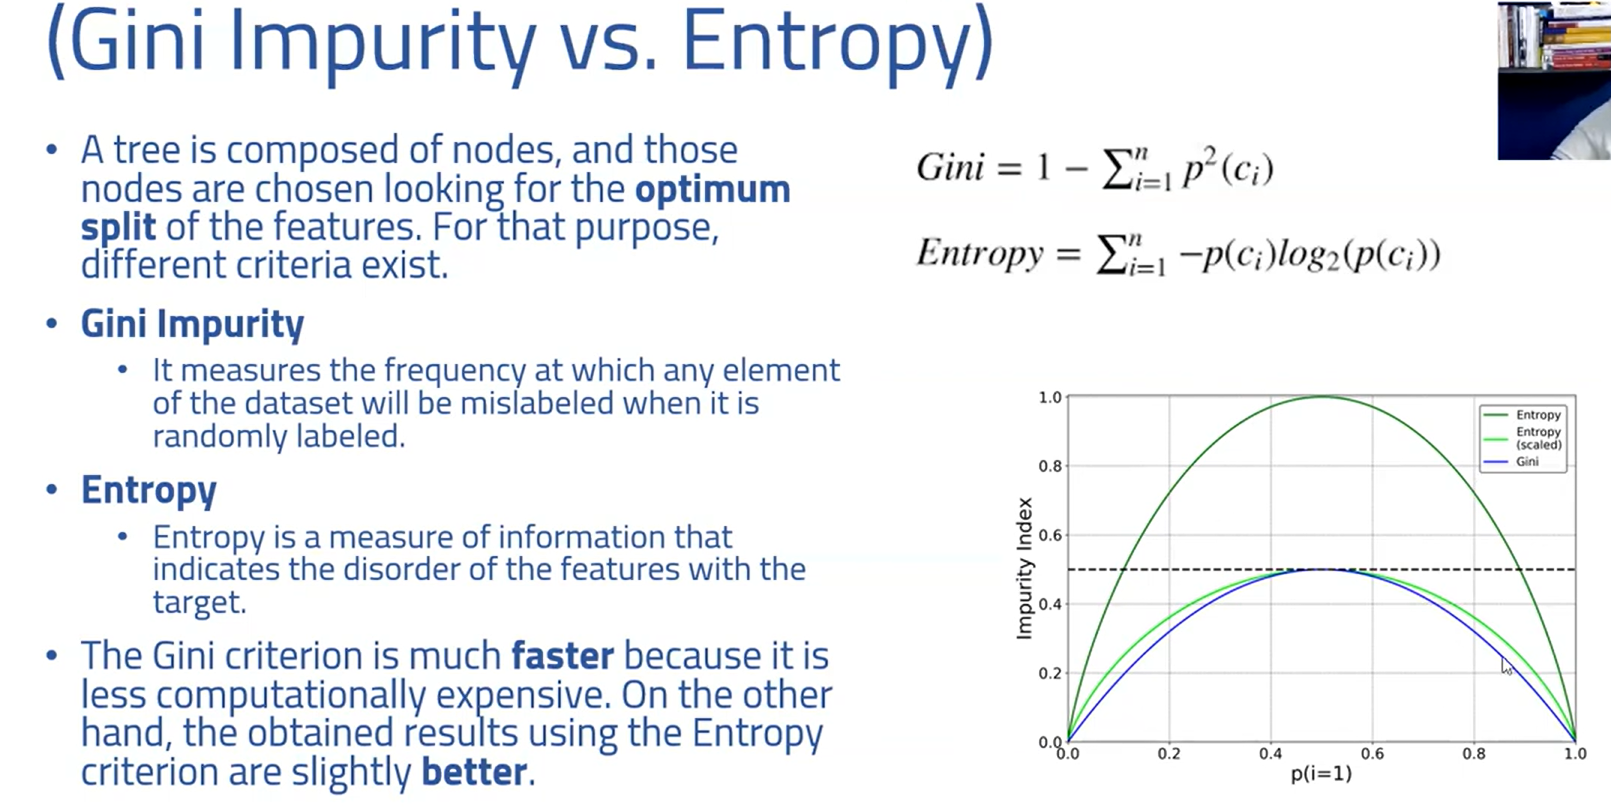 (Gini Impurity vs. Entropy)
• A tree is composed of nodes, and those
nodes are chosen looking for the optimum
split of the features. For that purpose,
different criteria exist.
• Gini Impurity
• It measures the frequency at which any element
of the dataset will be mislabeled when it is
randomly labeled.
• Entropy
• Entropy is a measure of information that
indicates the disorder of the features with the
target.
• The Gini criterion is much faster because it is
less computationally expensive. On the other
hand, the obtained results using the Entropy
criterion are slightly better.
Gini = 1 − ∑ⁿᵢ₌₁ p²(cᵢ)
Entropy = ∑ⁿᵢ₌₁ −p(cᵢ)log₂(p(cᵢ))
Impurity Index
1.0
0.8
0.6
0.4
0.2
0.0
Entropy
Entropy
(scaled)
Gini
0.0 0.2 0.4 0.6 0.8 1.0
p(i=1)